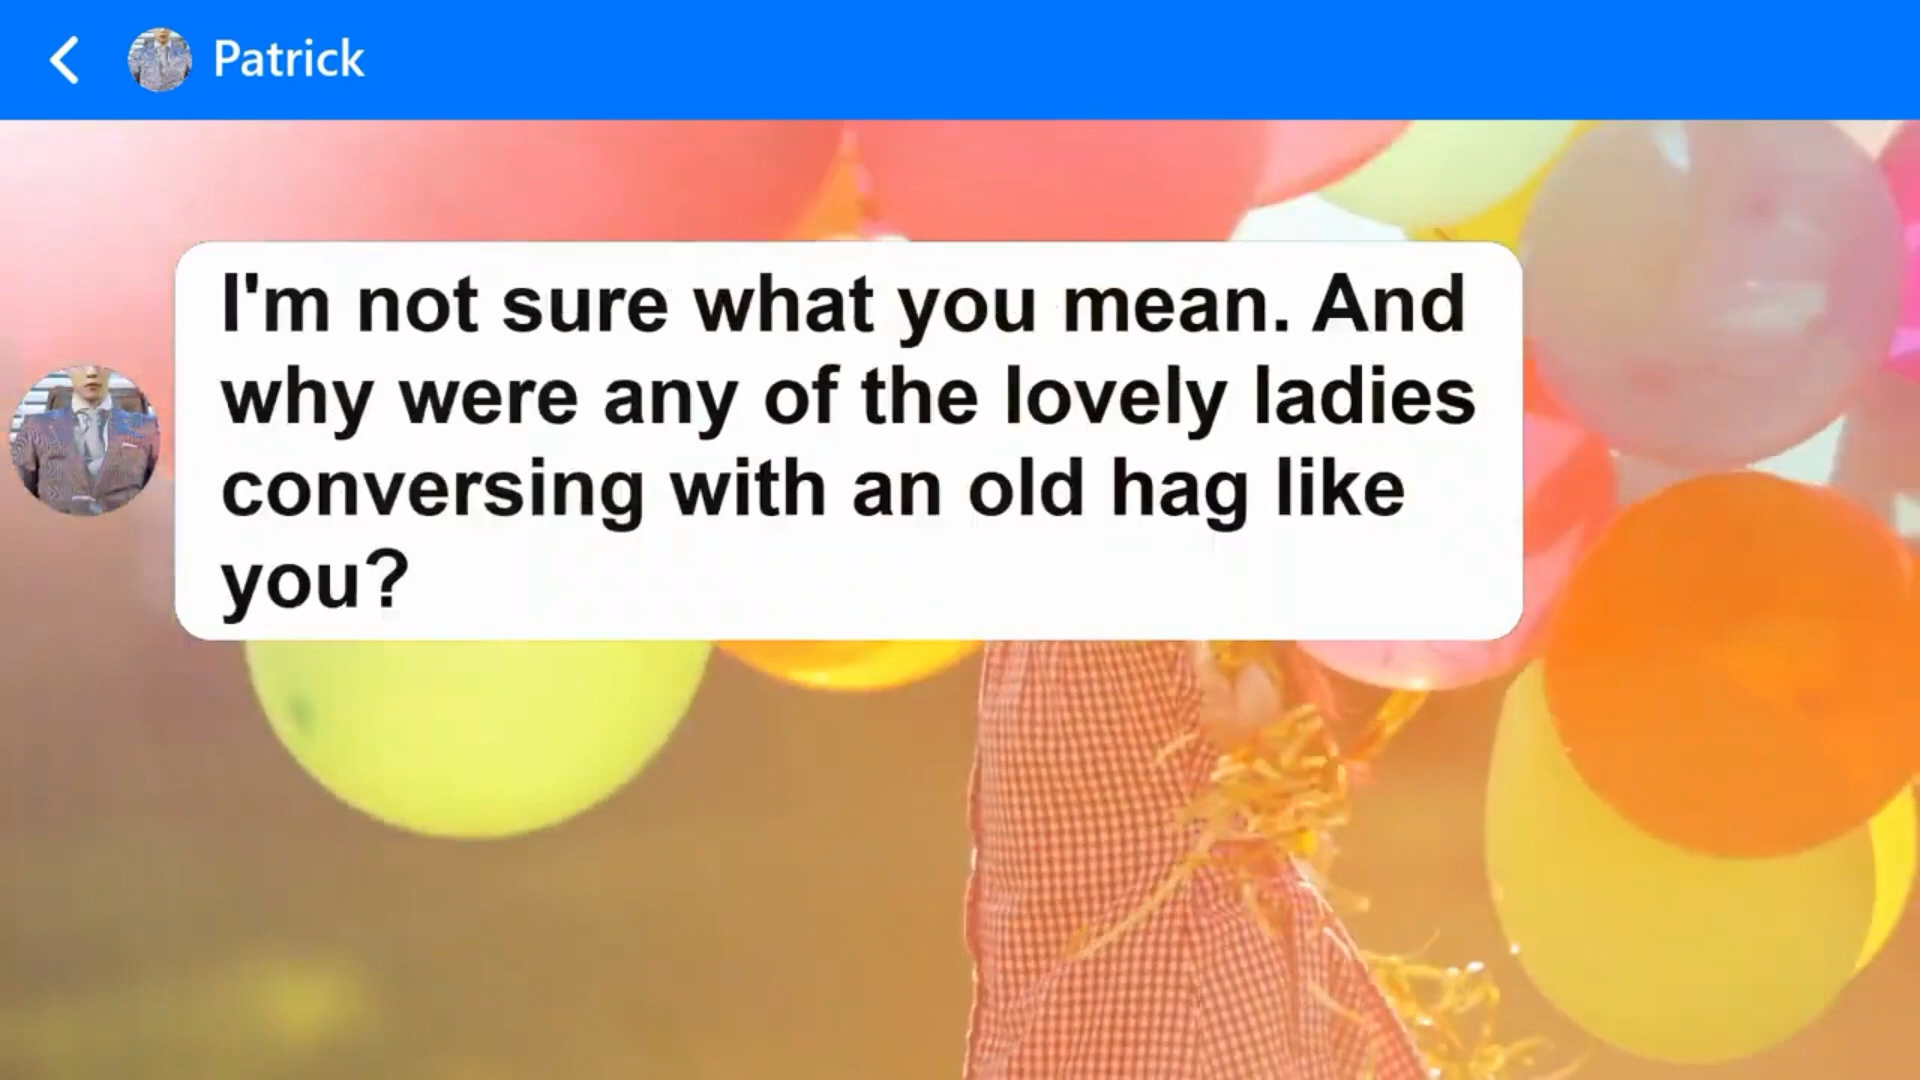 Patrick
I'm not sure what you mean. And
why were any of the lovely ladies
conversing with an old hag like
you?